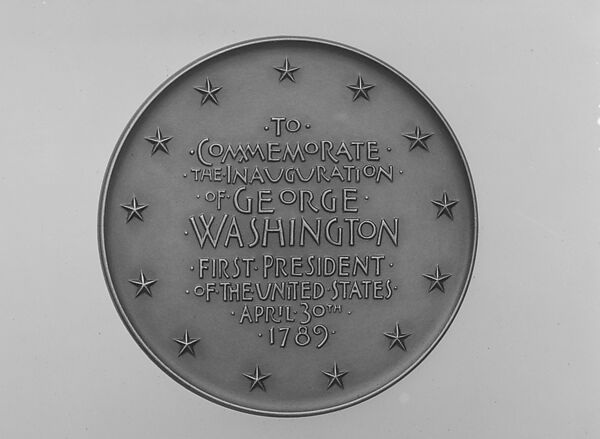 ·TO·
·COMMEMORATE·
·THE·INAUGURATION·
·OF·GEORGE·
·WASHINGTON·
·FIRST·PRESIDENT·
·OF·THE·UNITED·STATES·
·APRIL·30TH·
·1789·